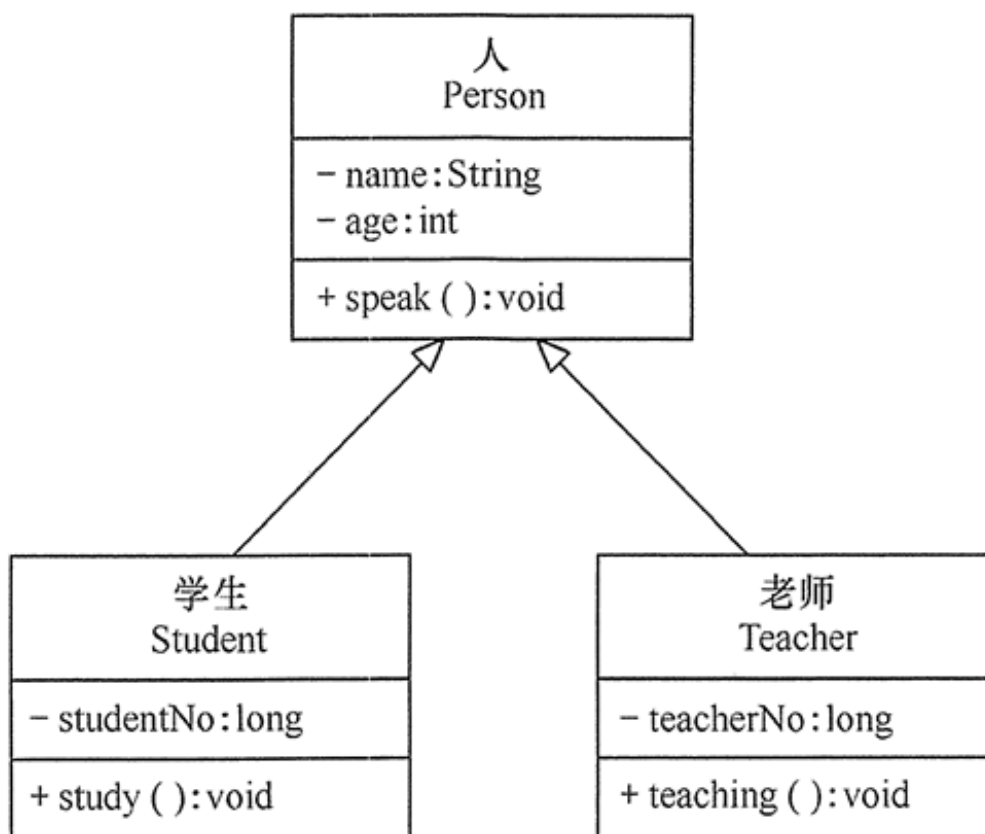 人
Person
- name:String
- age:int
+ speak ( ):void
学生
Student
- studentNo:long
+ study ( ):void
老师
Teacher
- teacherNo:long
+ teaching ( ):void